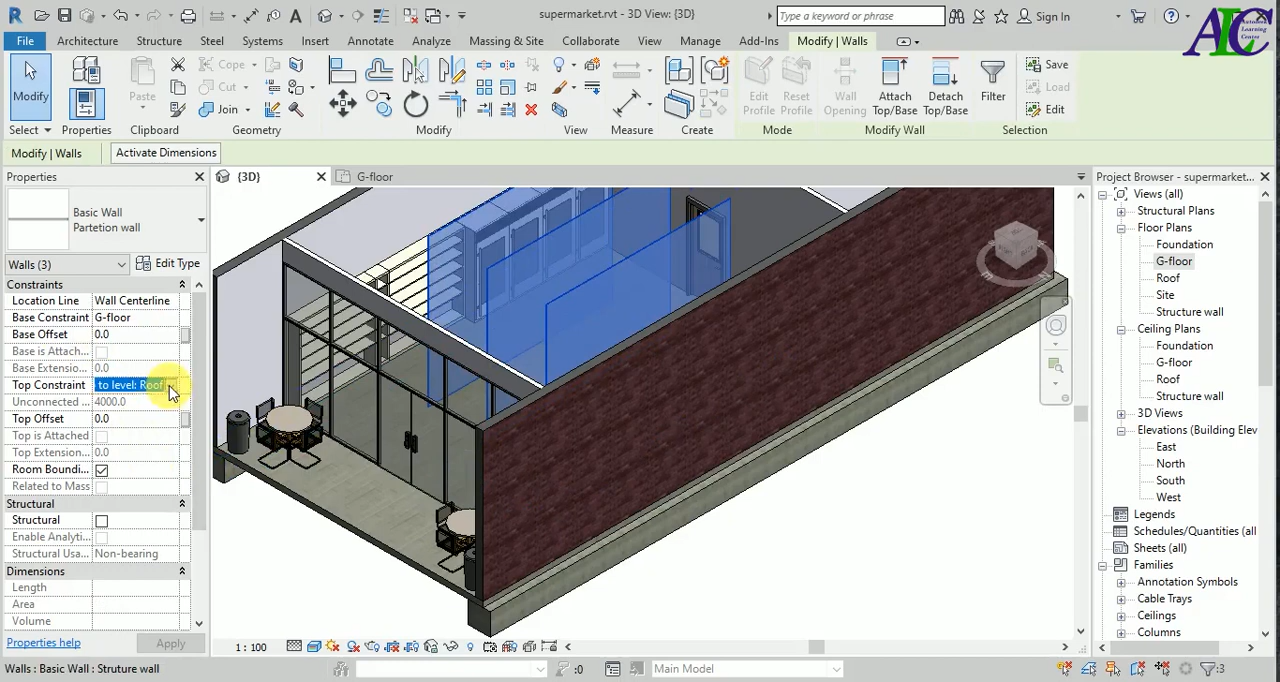 supermarket.rvt - 3D View: {3D}
Type a keyword or phrase
Sign In
ALC
Autodesk Learning Center
File
Architecture
Structure
Steel
Systems
Insert
Annotate
Analyze
Massing & Site
Collaborate
View
Manage
Add-Ins
Modify | Walls
Modify
Paste
Cope
Cut
Join
Edit Profile
Reset Profile
Wall Opening
Attach Top/Base
Detach Top/Base
Filter
Save
Load
Edit
Select
Properties
Clipboard
Geometry
Modify
View
Measure
Create
Mode
Modify Wall
Selection
Modify | Walls
Activate Dimensions
Properties
{3D}
G-floor
Project Browser - supermarket...
Basic Wall
Partetion wall
Walls (3)
Edit Type
Constraints
Location Line Wall Centerline
Base Constraint G-floor
Base Offset 0.0
Base is Attach...
Base Extensio... 0.0
Top Constraint to level: Roof
Unconnected ... 4000.0
Top Offset 0.0
Top is Attached
Top Extension... 0.0
Room Boundi...
Related to Mass
Structural
Structural
Enable Analyti...
Structural Usa... Non-bearing
Dimensions
Length
Area
Volume
Properties help
Apply
Views (all)
Structural Plans
Floor Plans
Foundation
G-floor
Roof
Site
Structure wall
Ceiling Plans
Foundation
G-floor
Roof
Structure wall
3D Views
Elevations (Building Elev
East
North
South
West
Legends
Schedules/Quantities (all
Sheets (all)
Families
Annotation Symbols
Cable Trays
Ceilings
Columns
1 : 100
Walls : Basic Wall : Struture wall
:0
Main Model
:3